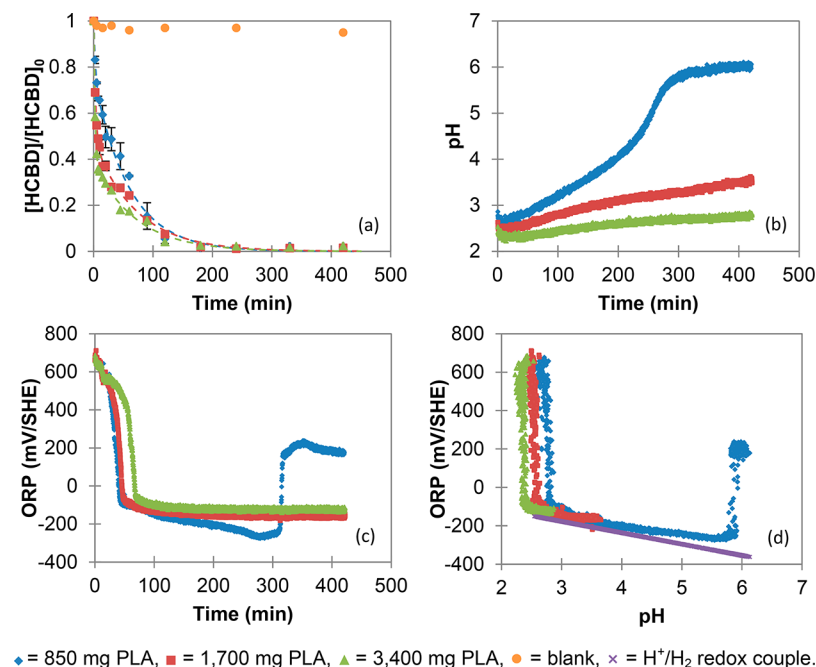 1
0.8
0.6
0.4
0.2
0
[HCBD]/[HCBD]0
(a)
0 100 200 300 400 500
Time (min)
7
6
5
4
3
2
pH
(b)
0 100 200 300 400 500
Time (min)
800
600
400
200
0
-200
-400
ORP (mV/SHE)
(c)
0 100 200 300 400 500
Time (min)
800
600
400
200
0
-200
-400
ORP (mV/SHE)
(d)
2 3 4 5 6 7
pH
= 850 mg PLA, = 1,700 mg PLA, = 3,400 mg PLA, = blank, = H⁺/H₂ redox couple.